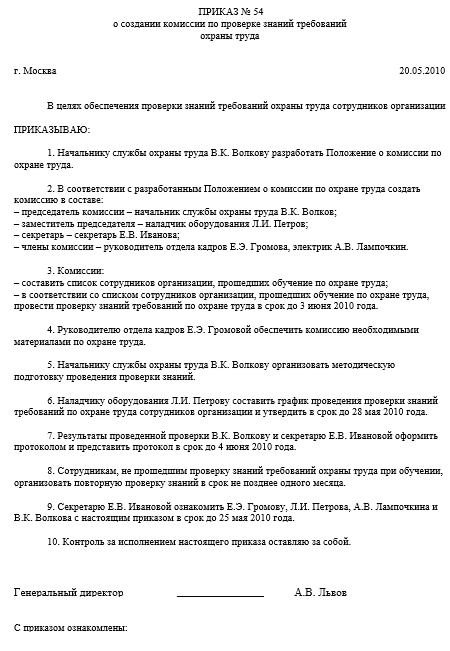 ПРИКАЗ № 54
о создании комиссии по проверке знаний требований
охраны труда
г. Москва 20.05.2010
В целях обеспечения проверки знаний требований охраны труда сотрудников организации
ПРИКАЗЫВАЮ:
1. Начальнику службы охраны труда В.К. Волкову разработать Положение о комиссии по
охране труда.
2. В соответствии с разработанным Положением о комиссии по охране труда создать
комиссию в составе:
– председатель комиссии – начальник службы охраны труда В.К. Волков;
– заместитель председателя – наладчик оборудования Л.И. Петров;
– секретарь – секретарь Е.В. Иванова;
– члены комиссии – руководитель отдела кадров Е.Э. Громова, электрик А.В. Лампочкин.
3. Комиссии:
– составить список сотрудников организации, прошедших обучение по охране труда;
– в соответствии со списком сотрудников организации, прошедших обучение по охране труда,
провести проверку знаний требований по охране труда в срок до 3 июня 2010 года.
4. Руководителю отдела кадров Е.Э. Громовой обеспечить комиссию необходимыми
материалами по охране труда.
5. Начальнику службы охраны труда В.К. Волкову организовать методическую
подготовку проведения проверки знаний.
6. Наладчику оборудования Л.И. Петрову составить график проведения проверки знаний
требований по охране труда сотрудников организации и утвердить в срок до 28 мая 2010 года.
7. Результаты проведенной проверки В.К. Волкову и секретарю Е.В. Ивановой оформить
протоколом и представить протокол в срок до 4 июня 2010 года.
8. Сотрудникам, не прошедшим проверку знаний требований охраны труда при обучении,
организовать повторную проверку знаний в срок не позднее одного месяца.
9. Секретарю Е.В. Ивановой ознакомить Е.Э. Громову, Л.И. Петрова, А.В. Лампочкина и
В.К. Волкова с настоящим приказом в срок до 25 мая 2010 года.
10. Контроль за исполнением настоящего приказа оставляю за собой.
Генеральный директор ________________ А.В. Львов
С приказом ознакомлены: